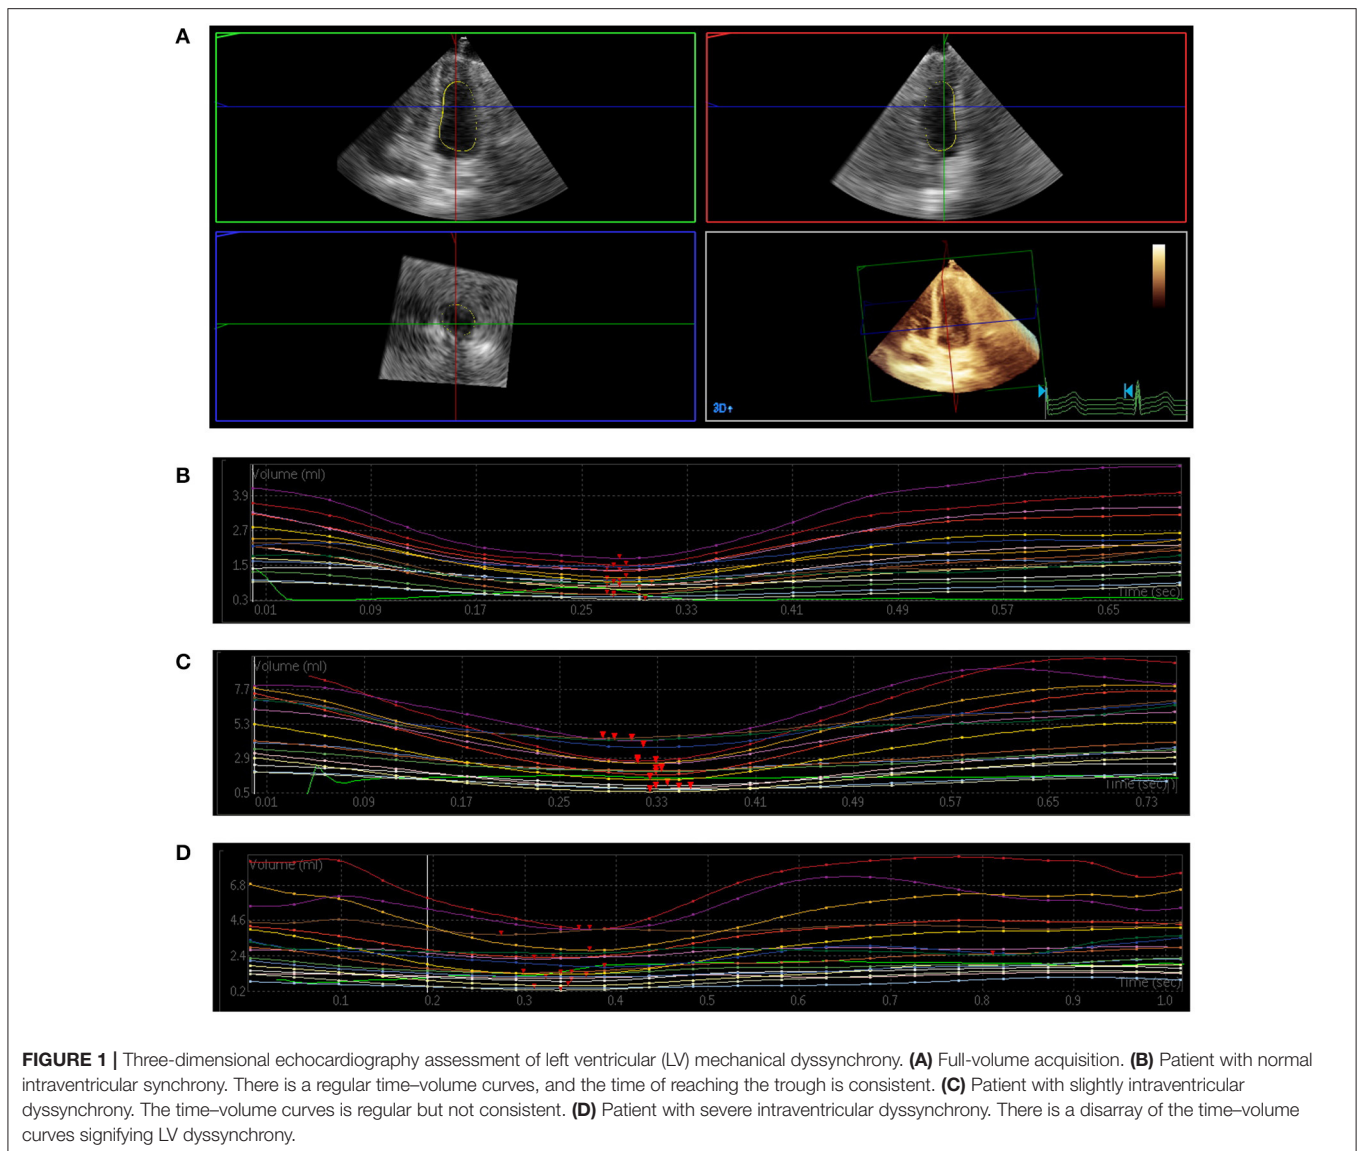 A
3D
B
Volume (ml)
3.9
2.7
1.5
0.3
0.01 0.09 0.17 0.25 0.33 0.41 0.49 0.57 0.65
Time (sec)
C
Volume (ml)
7.7
5.3
2.9
0.5
0.01 0.09 0.17 0.25 0.33 0.41 0.49 0.57 0.65 0.73
Time (sec)
D
Volume (ml)
6.8
4.6
2.4
0.2
0.1 0.2 0.3 0.4 0.5 0.6 0.7 0.8 0.9 1.0
Time (sec)
FIGURE 1 | Three-dimensional echocardiography assessment of left ventricular (LV) mechanical dyssynchrony. (A) Full-volume acquisition. (B) Patient with normal
intraventricular synchrony. There is a regular time–volume curves, and the time of reaching the trough is consistent. (C) Patient with slightly intraventricular
dyssynchrony. The time–volume curves is regular but not consistent. (D) Patient with severe intraventricular dyssynchrony. There is a disarray of the time–volume
curves signifying LV dyssynchrony.